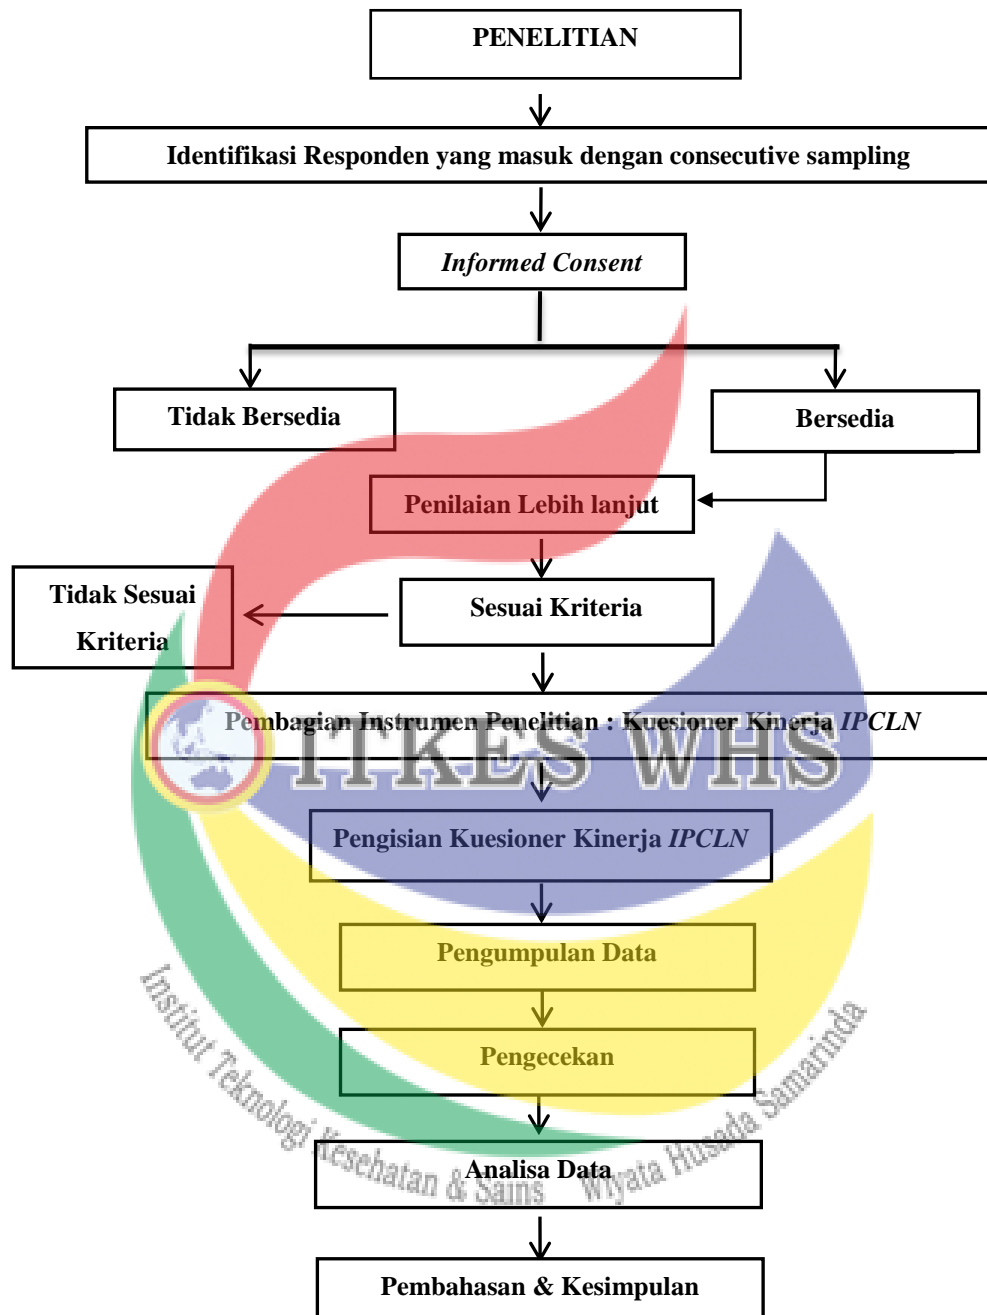 PENELITIAN
Identifikasi Responden yang masuk dengan consecutive sampling
Informed Consent
Tidak Bersedia
Bersedia
Penilaian Lebih lanjut
Tidak Sesuai
Kriteria
Sesuai Kriteria
Pembagian Instrumen Penelitian : Kuesioner Kinerja IPCLN
ITKES WHS
Pengisian Kuesioner Kinerja IPCLN
Pengumpulan Data
Pengecekan
Analisa Data
Institut Teknologi Kesehatan & Sains Wiyata Husada Samarinda
Pembahasan & Kesimpulan